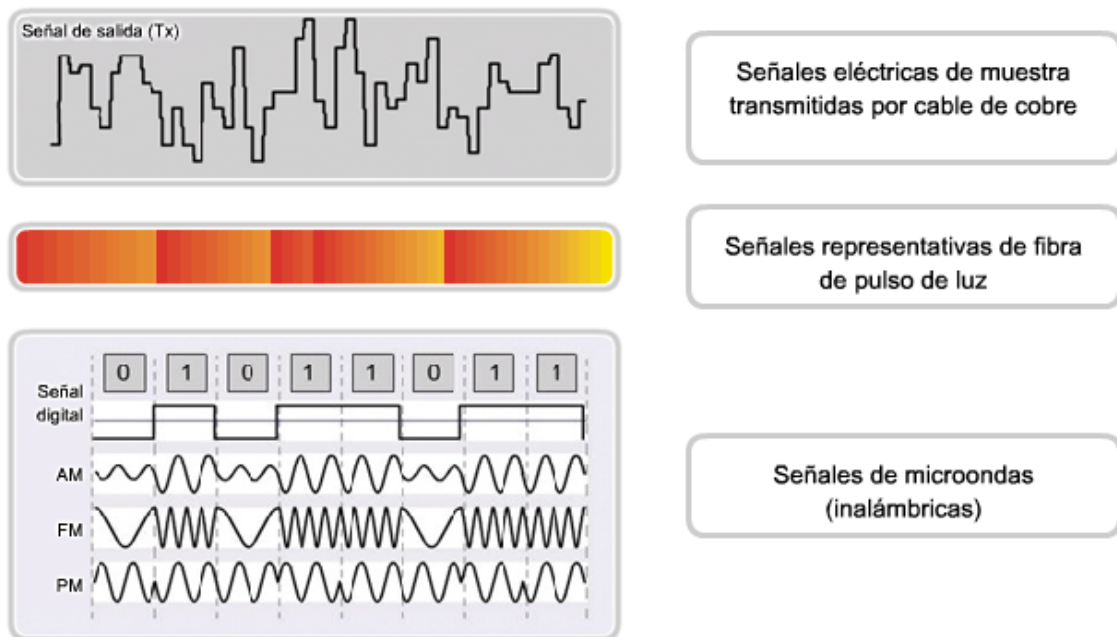 Señal de salida (Tx)
Señales eléctricas de muestra
transmitidas por cable de cobre
Señales representativas de fibra
de pulso de luz
0 1 0 1 1 0 1 1
Señal
digital
AM
FM
PM
Señales de microondas
(inalámbricas)